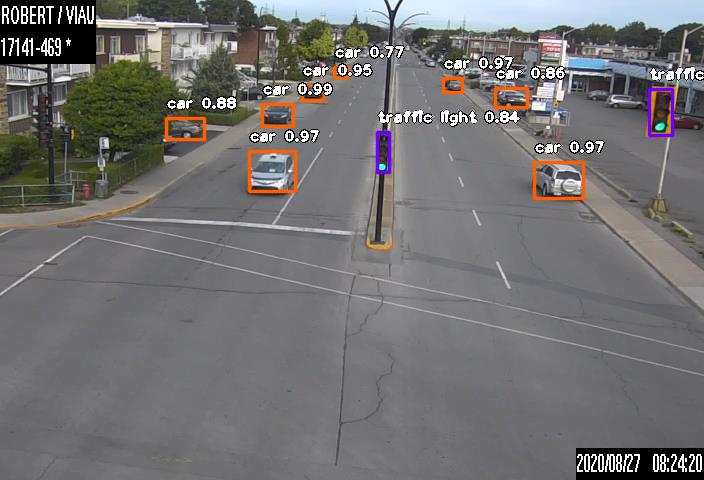 ROBERT / VIAU
17141-469 *
car 0.77
car 0.95
car 0.97
car 0.86
traffic
car 0.99
car 0.88
traffic light 0.84
car 0.97
car 0.97
2020/08/27 08:24:20